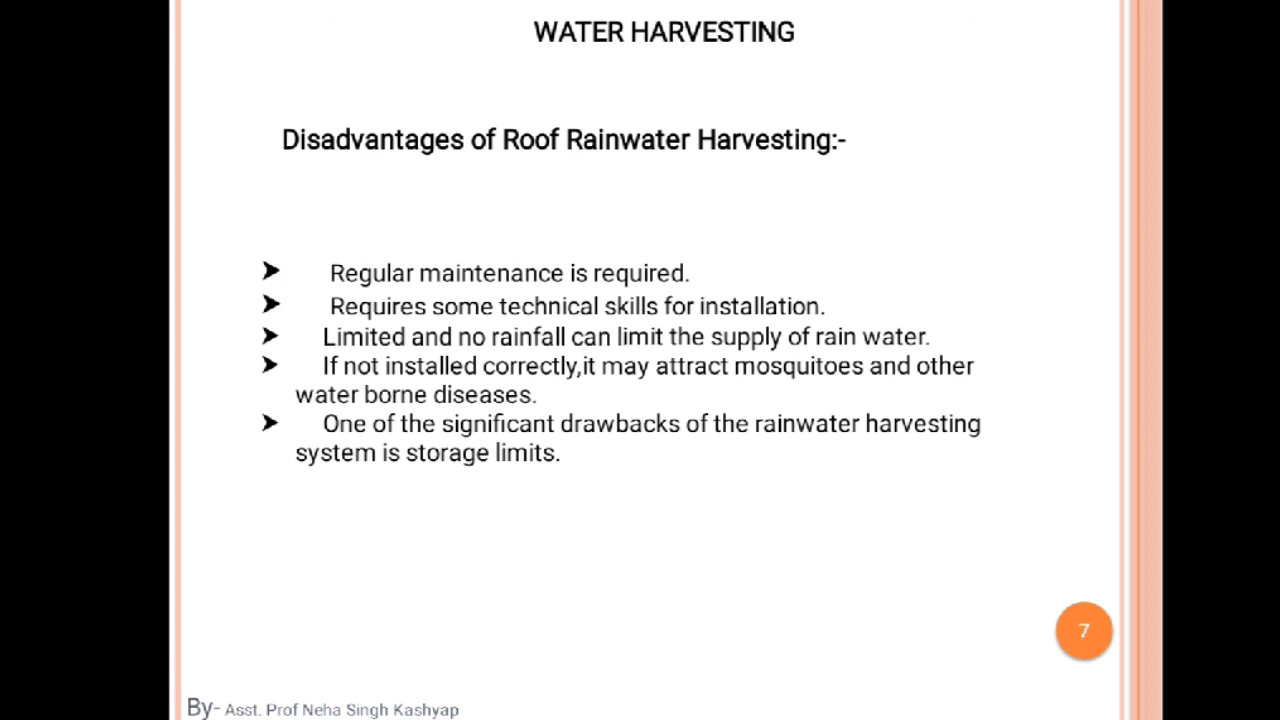 WATER HARVESTING
Disadvantages of Roof Rainwater Harvesting:-
➤ Regular maintenance is required.
➤ Requires some technical skills for installation.
➤ Limited and no rainfall can limit the supply of rain water.
➤ If not installed correctly,it may attract mosquitoes and other
water borne diseases.
➤ One of the significant drawbacks of the rainwater harvesting
system is storage limits.
7
By- Asst. Prof Neha Singh Kashyap